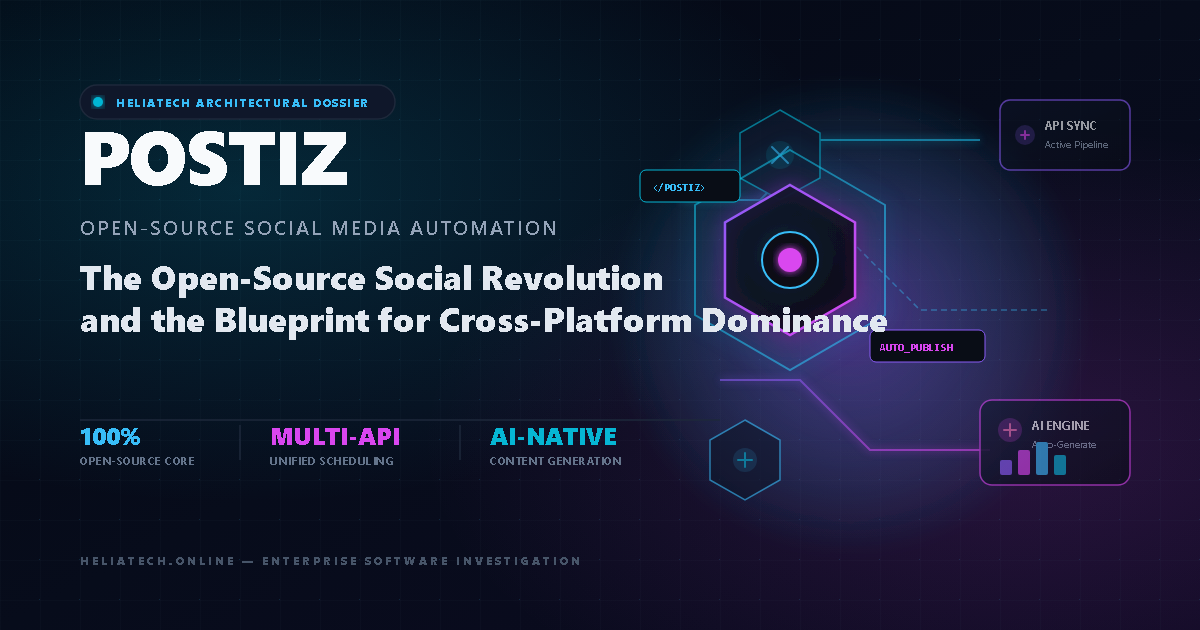 HELIATECH ARCHITECTURAL DOSSIER
POSTIZ
OPEN-SOURCE SOCIAL MEDIA AUTOMATION
The Open-Source Social Revolution
and the Blueprint for Cross-Platform Dominance
100%
OPEN-SOURCE CORE
MULTI-API
UNIFIED SCHEDULING
AI-NATIVE
CONTENT GENERATION
HELIATECH.ONLINE — ENTERPRISE SOFTWARE INVESTIGATION
</POSTIZ>
API SYNC
Active Pipeline
AUTO_PUBLISH
AI ENGINE
Auto-Generate